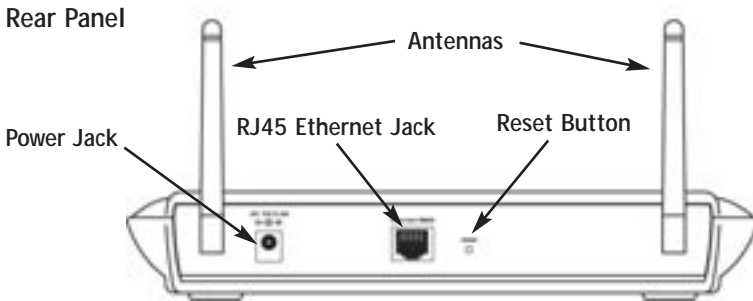 Rear Panel
Antennas
RJ45 Ethernet Jack
Reset Button
Power Jack